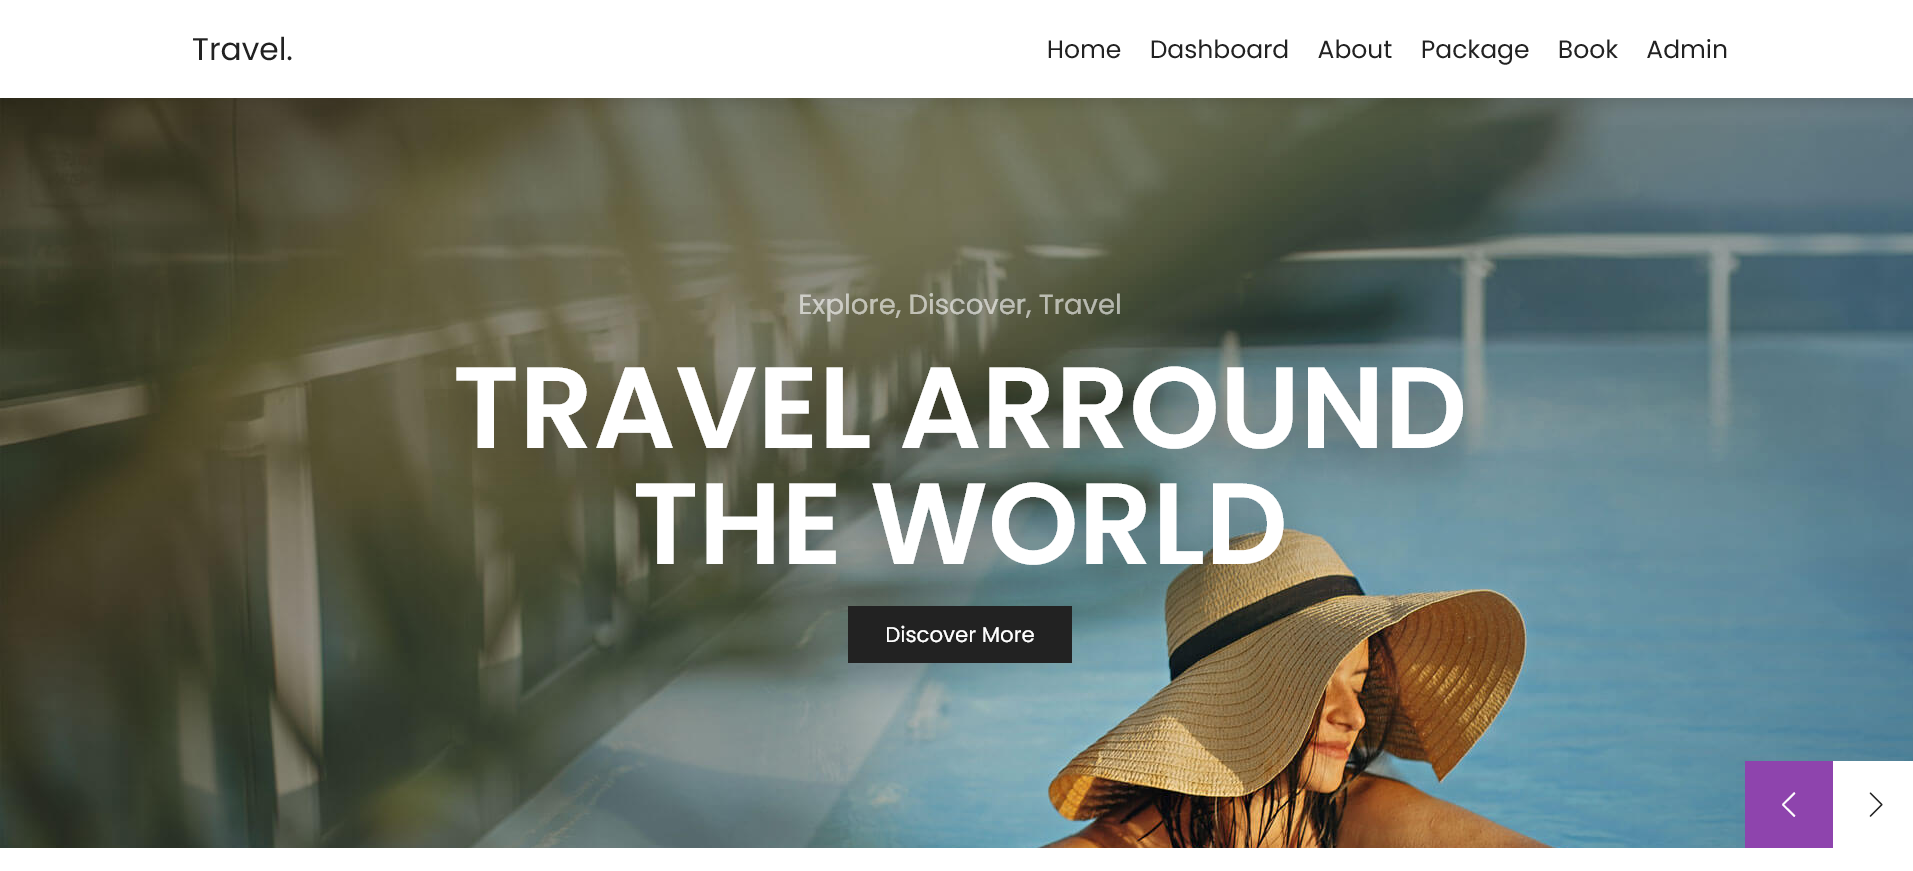 Travel.
Home Dashboard About Package Book Admin
Explore, Discover, Travel
TRAVEL ARROUND
THE WORLD
Discover More